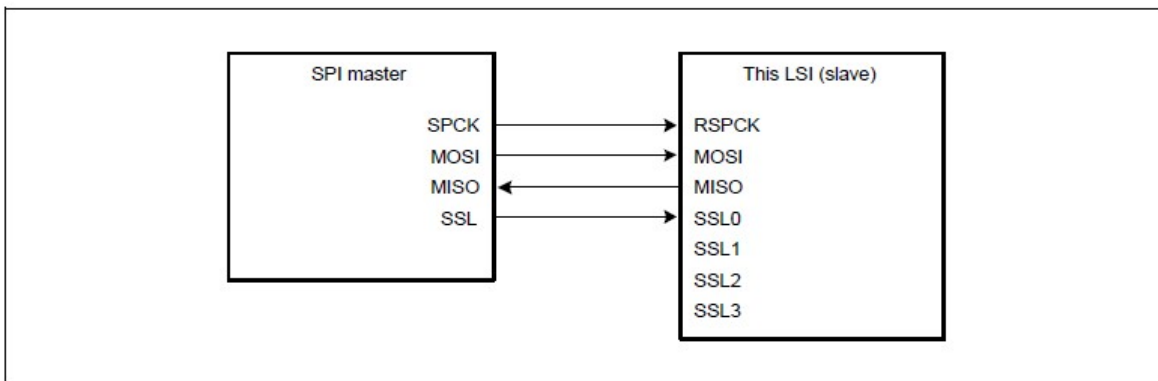 SPI master
SPCK
MOSI
MISO
SSL
This LSI (slave)
RSPCK
MOSI
MISO
SSL0
SSL1
SSL2
SSL3